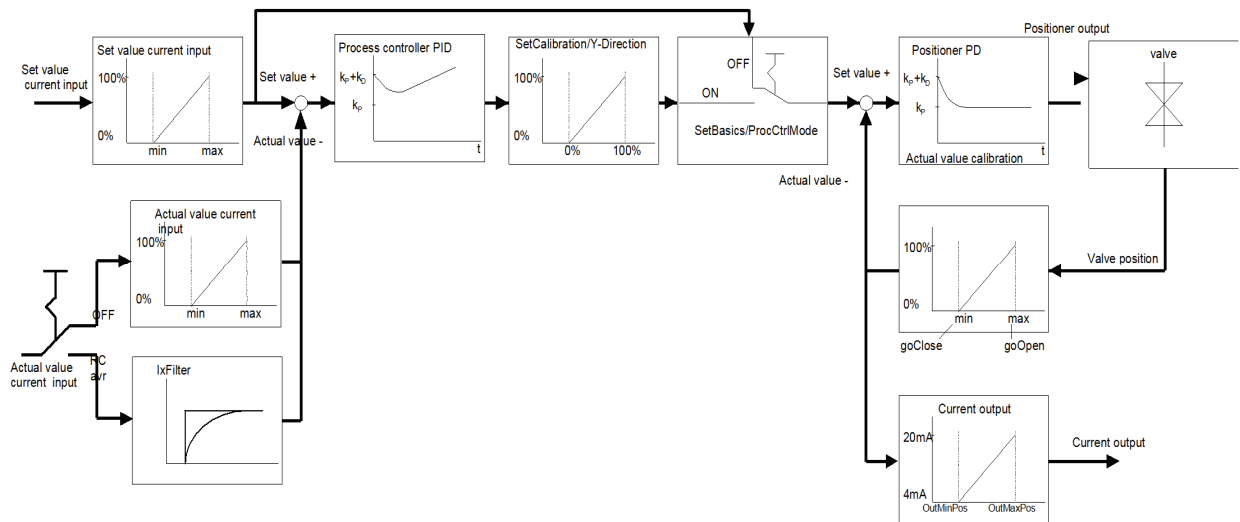 Set value
current input
Set value current input
100%
0%
min
max
Set value +
Actual value -
Process controller PID
kP+kD
kP
t
SetCalibration/Y-Direction
100%
0%
0%
100%
OFF
ON
SetBasics/ProcCtrlMode
Set value +
Actual value -
Positioner PD
kP+kD
kP
t
Actual value calibration
Positioner output
valve
Actual value current
input
100%
0%
min
max
OFF
RC
avr
Actual value
current input
IxFilter
100%
0%
min
max
goClose
goOpen
Valve position
Current output
20mA
4mA
OutMinPos
OutMaxPos
Current output